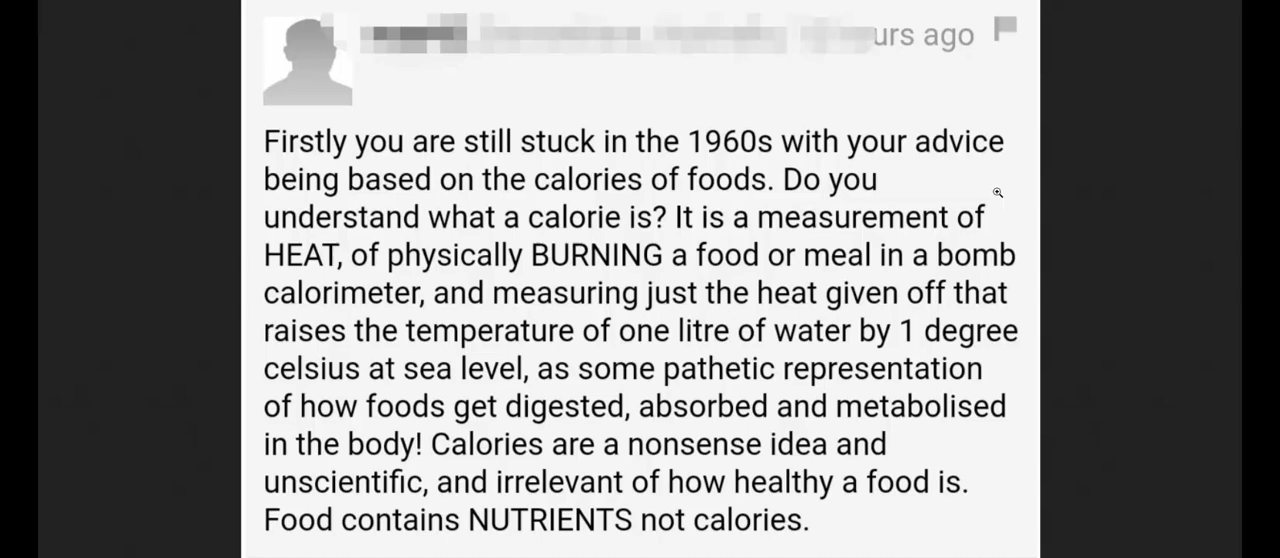 urs ago
Firstly you are still stuck in the 1960s with your advice
being based on the calories of foods. Do you
understand what a calorie is? It is a measurement of
HEAT, of physically BURNING a food or meal in a bomb
calorimeter, and measuring just the heat given off that
raises the temperature of one litre of water by 1 degree
celsius at sea level, as some pathetic representation
of how foods get digested, absorbed and metabolised
in the body! Calories are a nonsense idea and
unscientific, and irrelevant of how healthy a food is.
Food contains NUTRIENTS not calories.